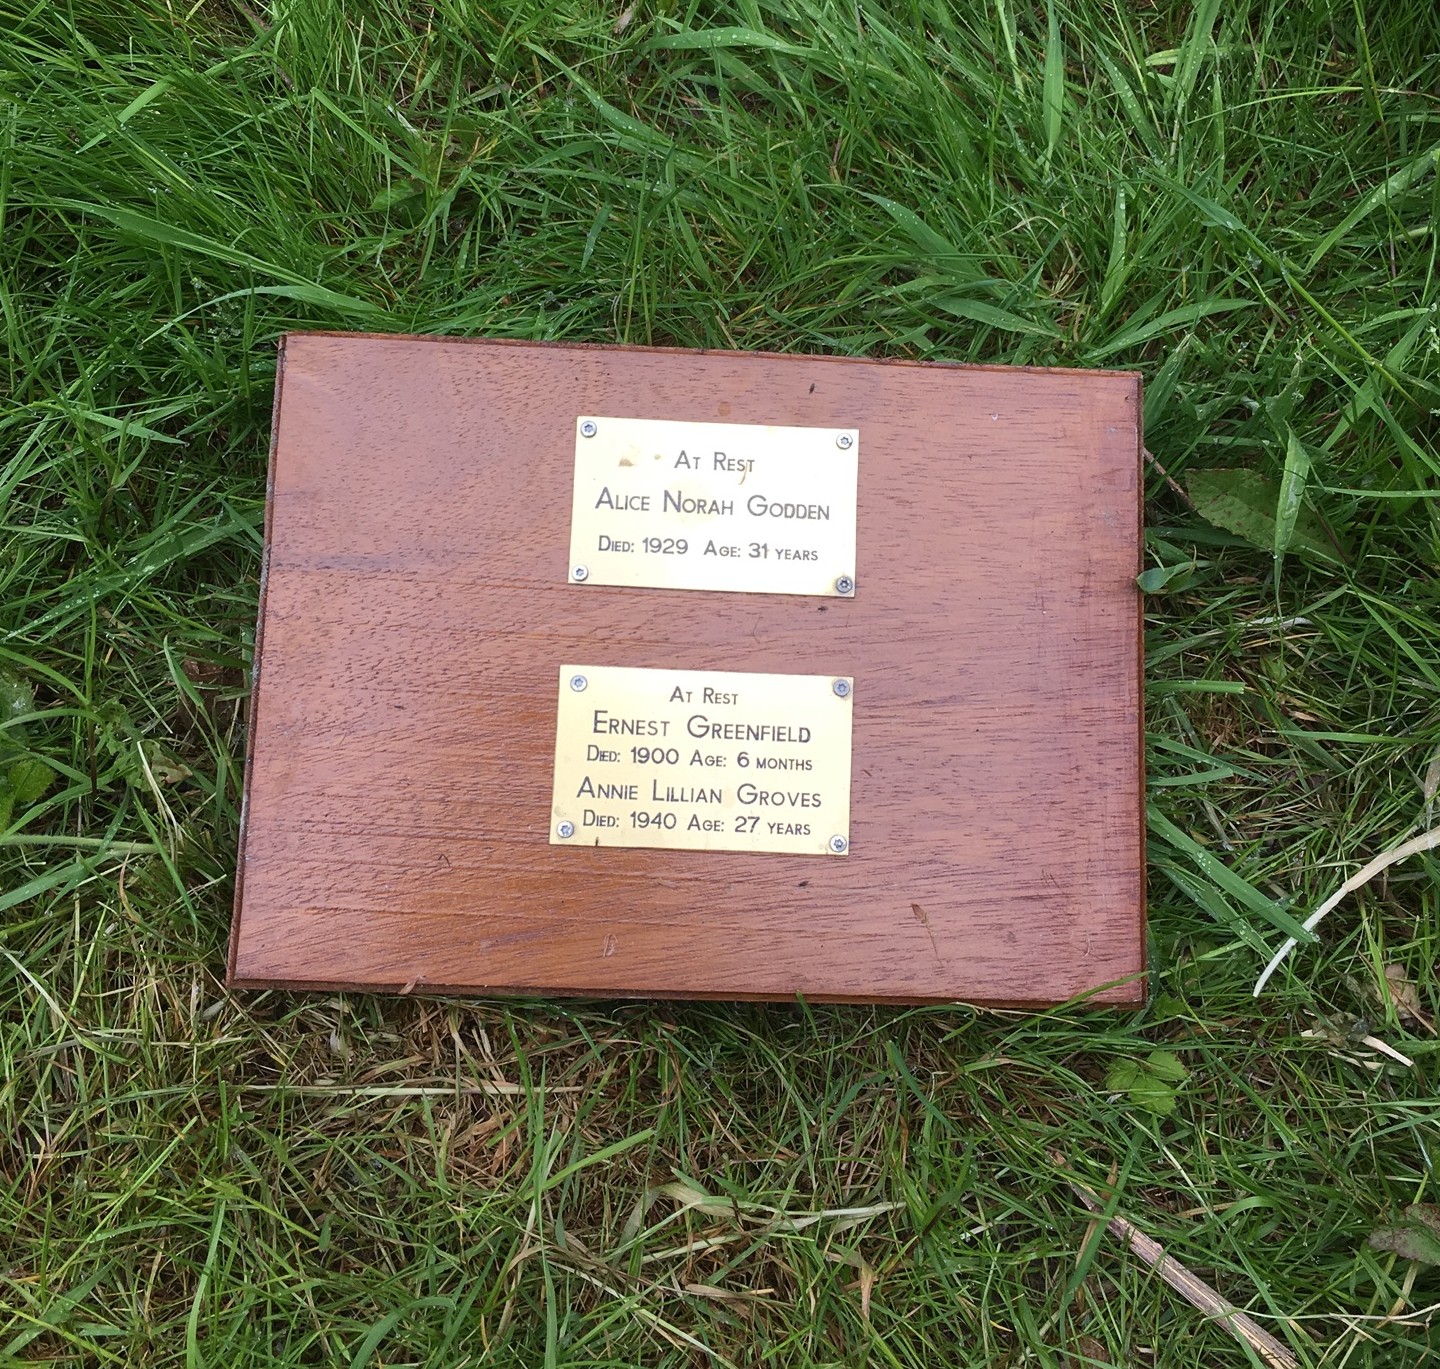 At Rest
Alice Norah Godden
Died: 1929 Age: 31 years
At Rest
Ernest Greenfield
Died: 1900 Age: 6 months
Annie Lillian Groves
Died: 1940 Age: 27 years